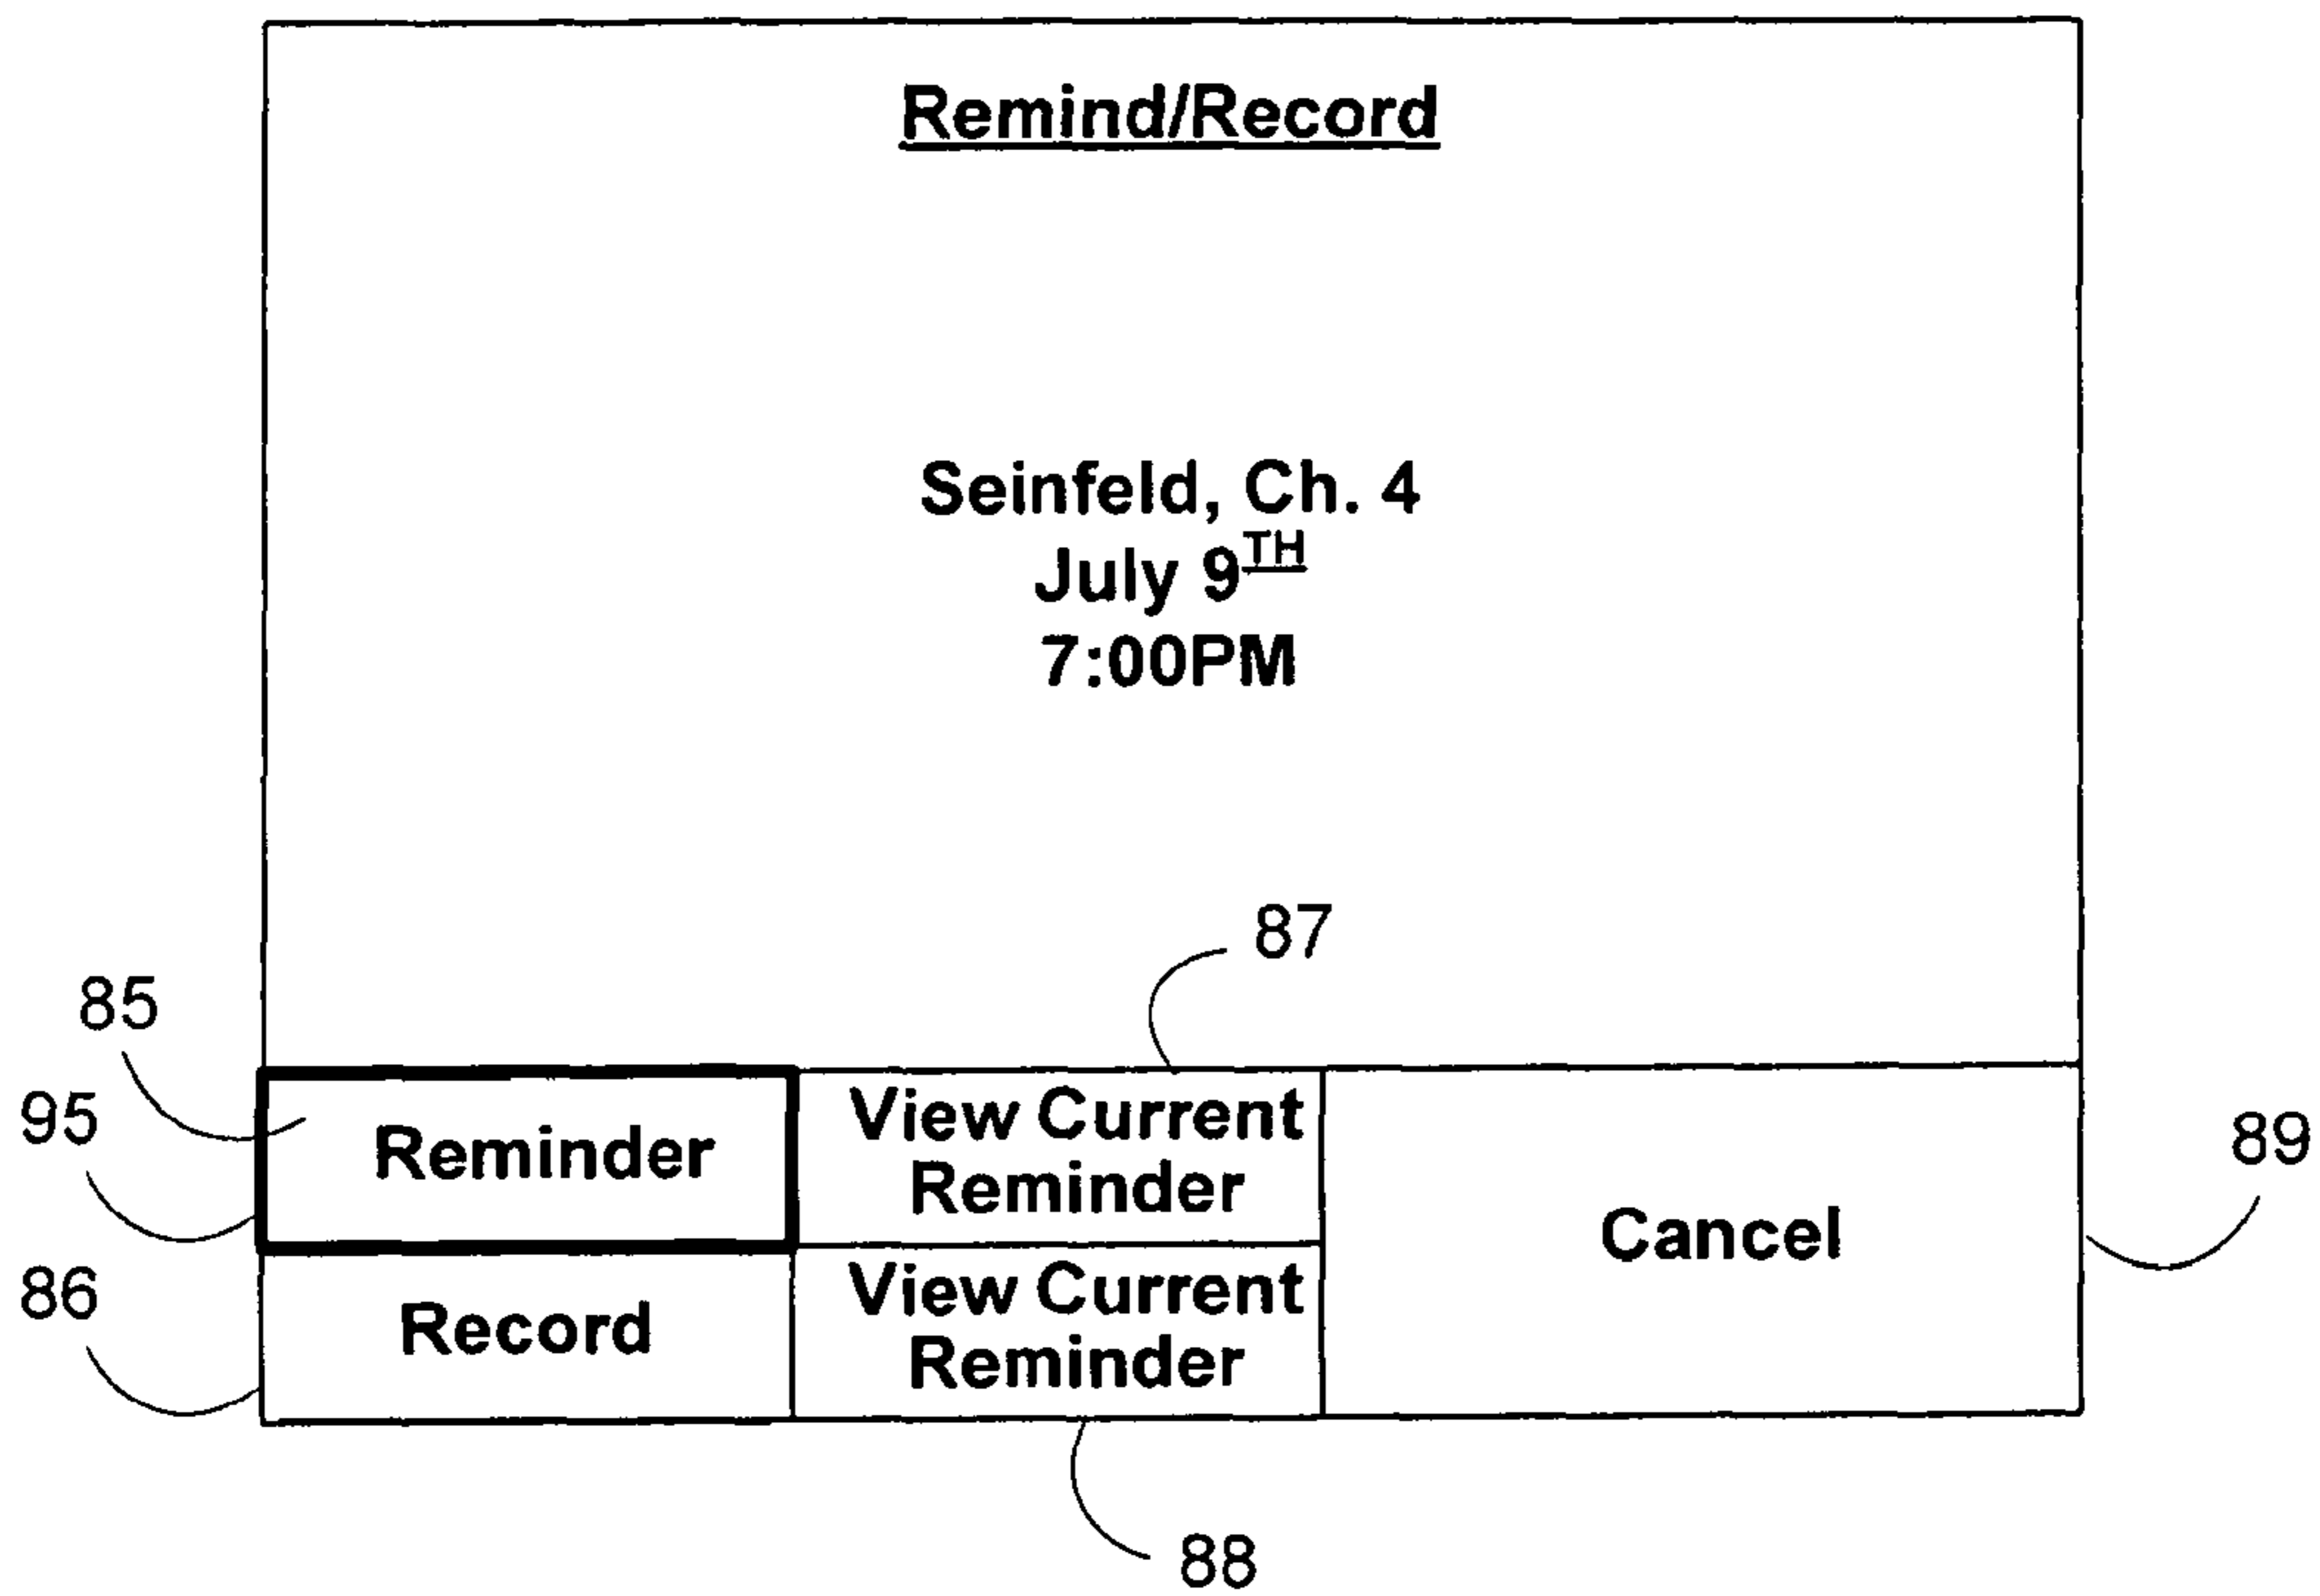 Remind/Record
Seinfeld, Ch. 4
July 9TH
7:00PM
87
85
95
86
Reminder
View Current
Reminder
Record
View Current
Reminder
Cancel
89
88